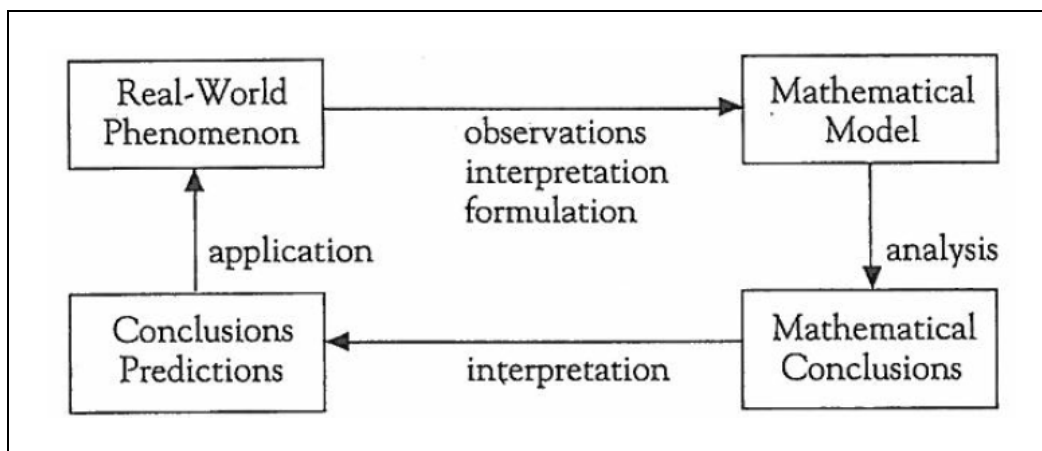 Real-World
Phenomenon
observations
interpretation
formulation
Mathematical
Model
application
analysis
Conclusions
Predictions
interpretation
Mathematical
Conclusions